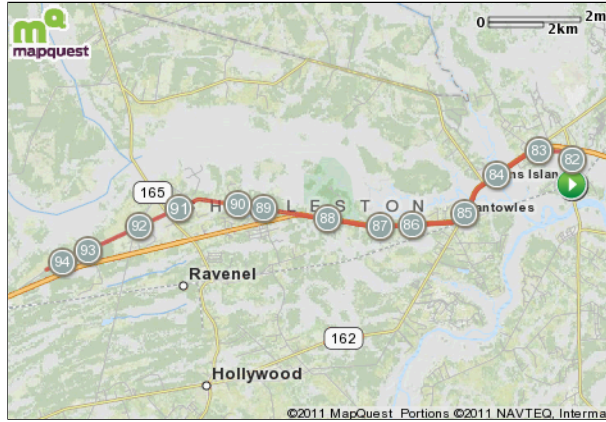 mQ
mapquest
0 2m
2km
83
82
84
ns Islan
165
91
90
89
H
L E S T O N
88
87
86
85
antowles
92
93
94
Ravenel
162
Hollywood
©2011 MapQuest Portions ©2011 NAVTEQ, Interma